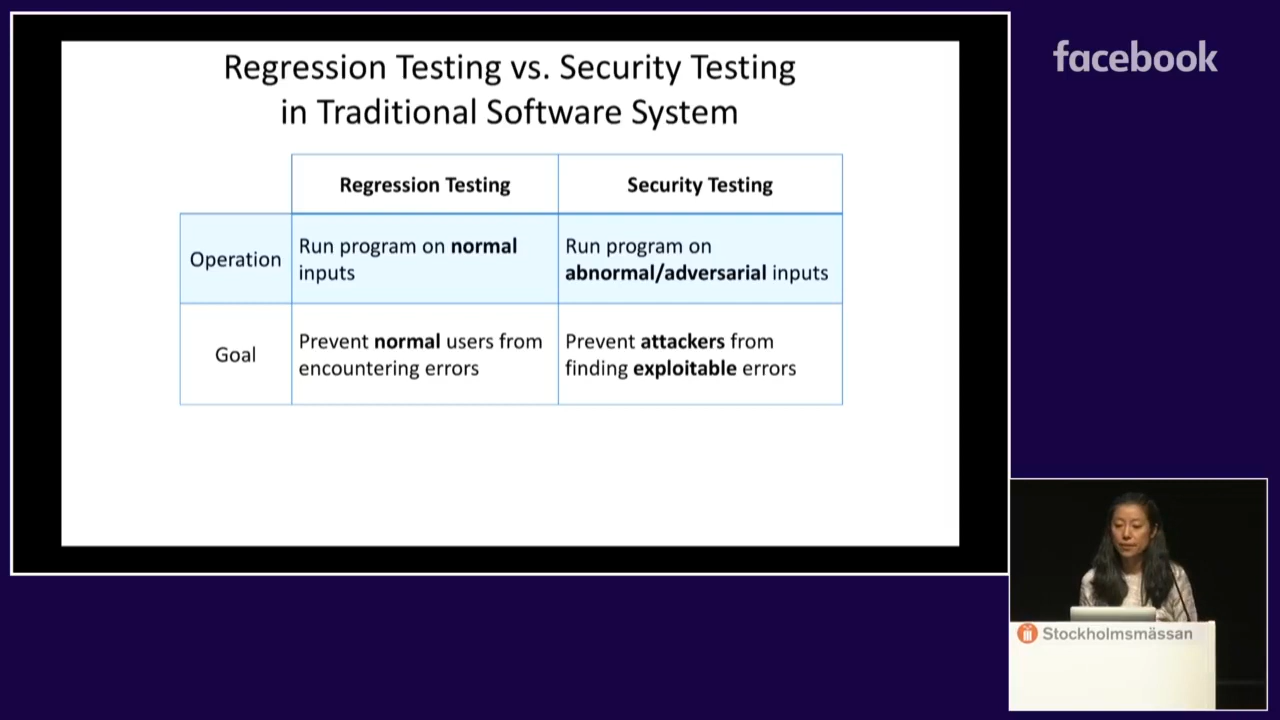 facebook
Regression Testing vs. Security Testing
in Traditional Software System
Regression Testing
Security Testing
Operation
Run program on normal
inputs
Run program on
abnormal/adversarial inputs
Goal
Prevent normal users from
encountering errors
Prevent attackers from
finding exploitable errors
Stockholmsmässan